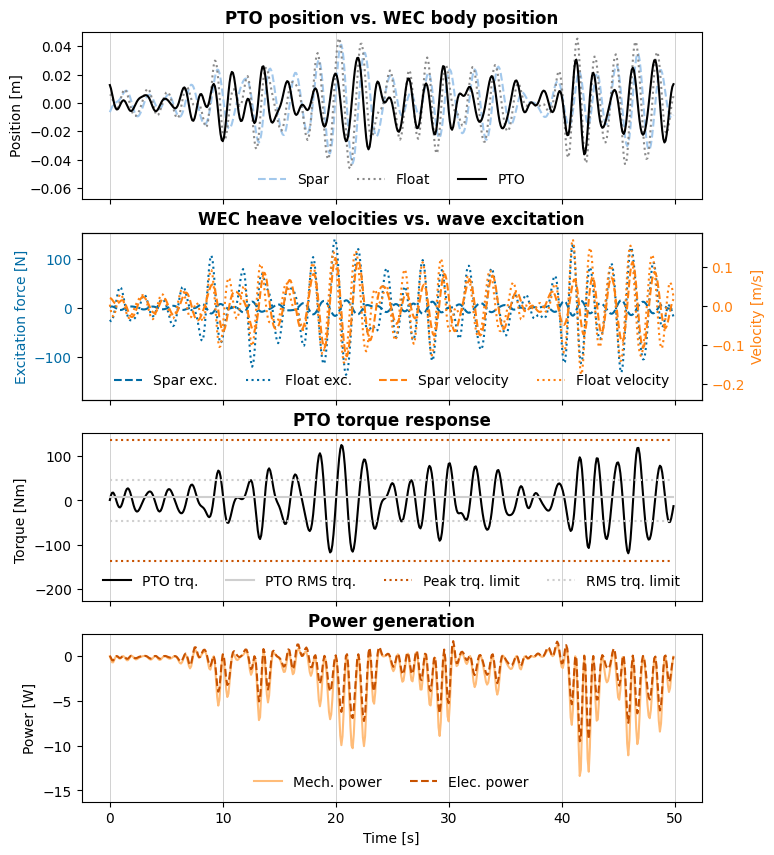 PTO position vs. WEC body position
Position [m]
0.04
0.02
0.00
−0.02
−0.04
−0.06
Spar Float PTO
WEC heave velocities vs. wave excitation
Excitation force [N]
100
0
−100
Velocity [m/s]
0.1
0.0
−0.1
−0.2
Spar exc. Float exc. Spar velocity Float velocity
PTO torque response
Torque [Nm]
100
0
−100
−200
PTO trq. PTO RMS trq. Peak trq. limit RMS trq. limit
Power generation
Power [W]
0
−5
−10
−15
Mech. power Elec. power
0 10 20 30 40 50
Time [s]